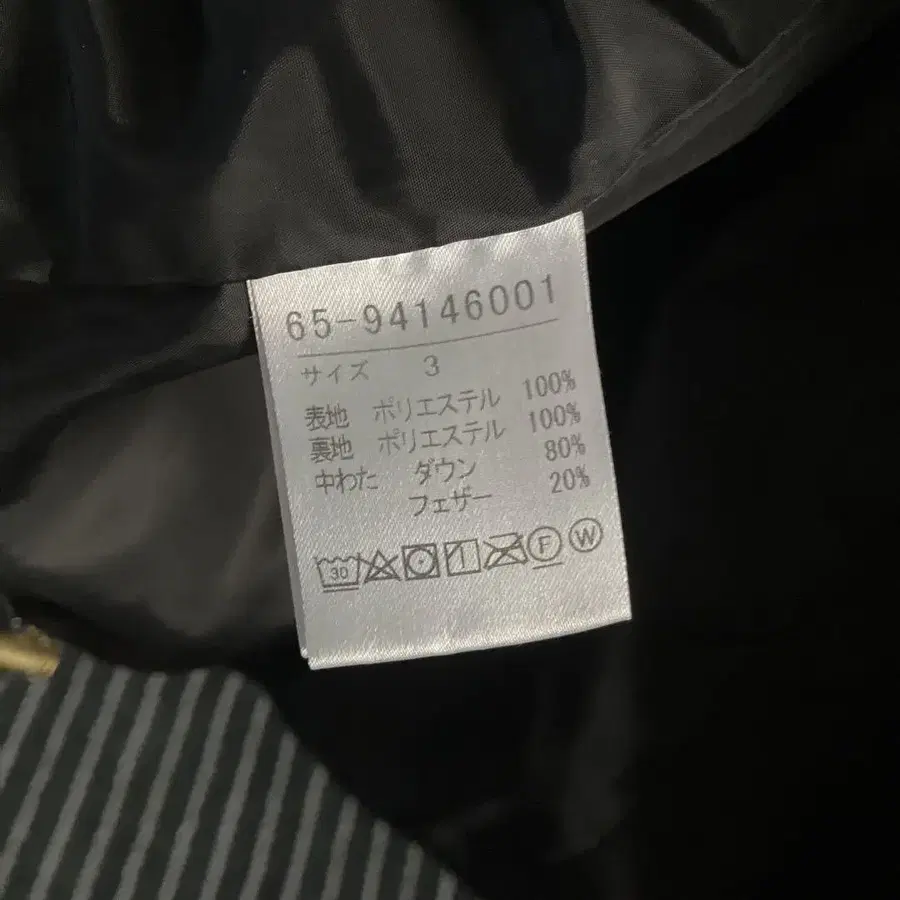 65-94146001
サイズ 3
表地 ポリエステル 100%
裏地 ポリエステル 100%
中わた ダウン 80%
フェザー 20%
30 F W